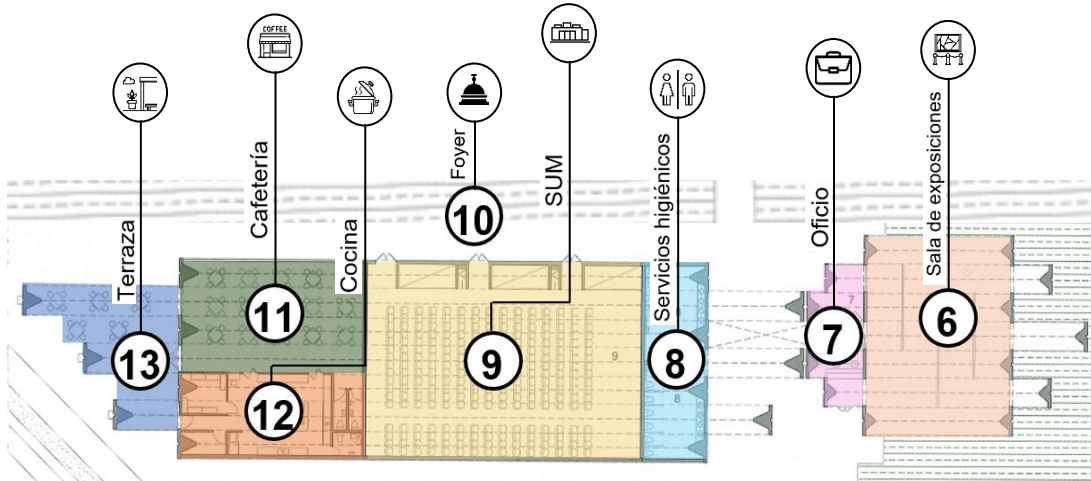 Terraza
13
COFFEE
Cafetería
11
Cocina
12
Foyer
10
SUM
9
9
Servicios higiénicos
8
8
Oficio
7
7
Sala de exposiciones
6